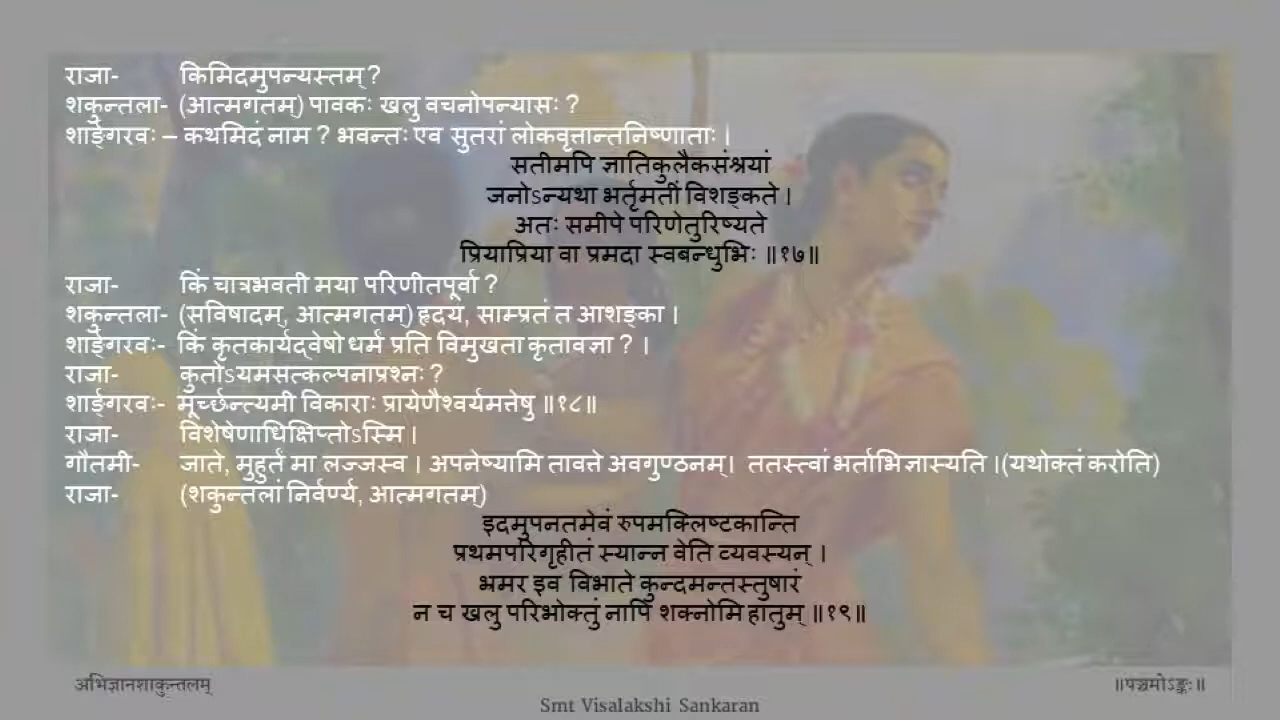 राजा- किमिदमुपन्यस्तम् ?
शकुन्तला- (आत्मगतम्) पावकः खलु वचनोपन्यासः ?
शार्ङ्गरवः – कथमिदं नाम ? भवन्तः एव सुतरां लोकवृत्तान्तनिष्णाताः ।
सतीमपि ज्ञातिकुलैकसंश्रयां
जनोऽन्यथा भर्तृमतीं विशङ्कते ।
अतः समीपे परिणेतुरिष्यते
प्रियाप्रिया वा प्रमदा स्वबन्धुभिः ॥१७॥
राजा- किं चात्रभवती मया परिणीतपूर्वा ?
शकुन्तला- (सविषादम्, आत्मगतम्) हृदय, साम्प्रतं त आशङ्का ।
शार्ङ्गरवः- किं कृतकार्यद्वेषो धर्मं प्रति विमुखता कृतावज्ञा ? ।
राजा- कुतोऽयमसत्कल्पनाप्रश्नः ?
शार्ङ्गरवः- मूर्च्छन्त्यमी विकाराः प्रायेणैश्वर्यमत्तेषु ॥१८॥
राजा- विशेषेणाधिक्षिप्तोऽस्मि ।
गौतमी- जाते, मुहुर्तं मा लज्जस्व । अपनेष्यामि तावत्ते अवगुण्ठनम्। ततस्त्वां भर्ताभिज्ञास्यति ।(यथोक्तं करोति)
राजा- (शकुन्तलां निर्वर्ण्य, आत्मगतम्)
इदमुपनतमेवं रुपमक्लिष्टकान्ति
प्रथमपरिगृहीतं स्यान्न वेति व्यवस्यन् ।
भ्रमर इव विभाते कुन्दमन्तस्तुषारं
न च खलु परिभोक्तुं नापि शक्नोमि हातुम् ॥१९॥
अभिज्ञानशाकुन्तलम्
॥पञ्चमोऽङ्कः॥
Smt Visalakshi Sankaran